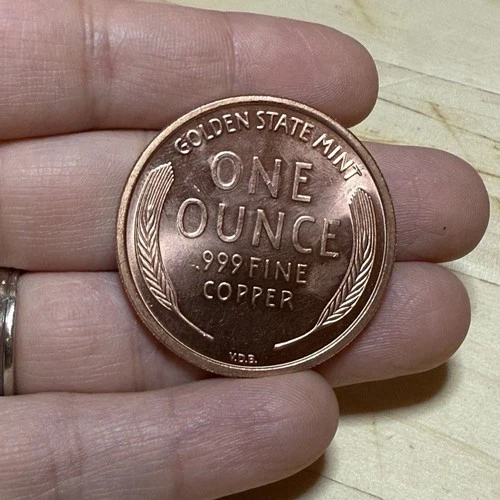 GOLDEN STATE MINT
ONE
OUNCE
.999 FINE
COPPER
V.D.B.